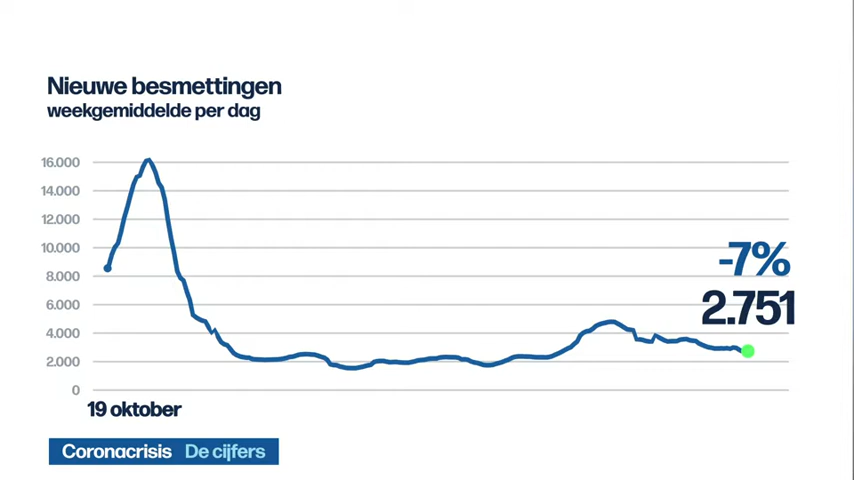 Nieuwe besmettingen
weekgemiddelde per dag
16.000
14.000
12.000
10.000
8.000
6.000
4.000
2.000
0
-7%
2.751
19 oktober
Coronacrisis De cijfers